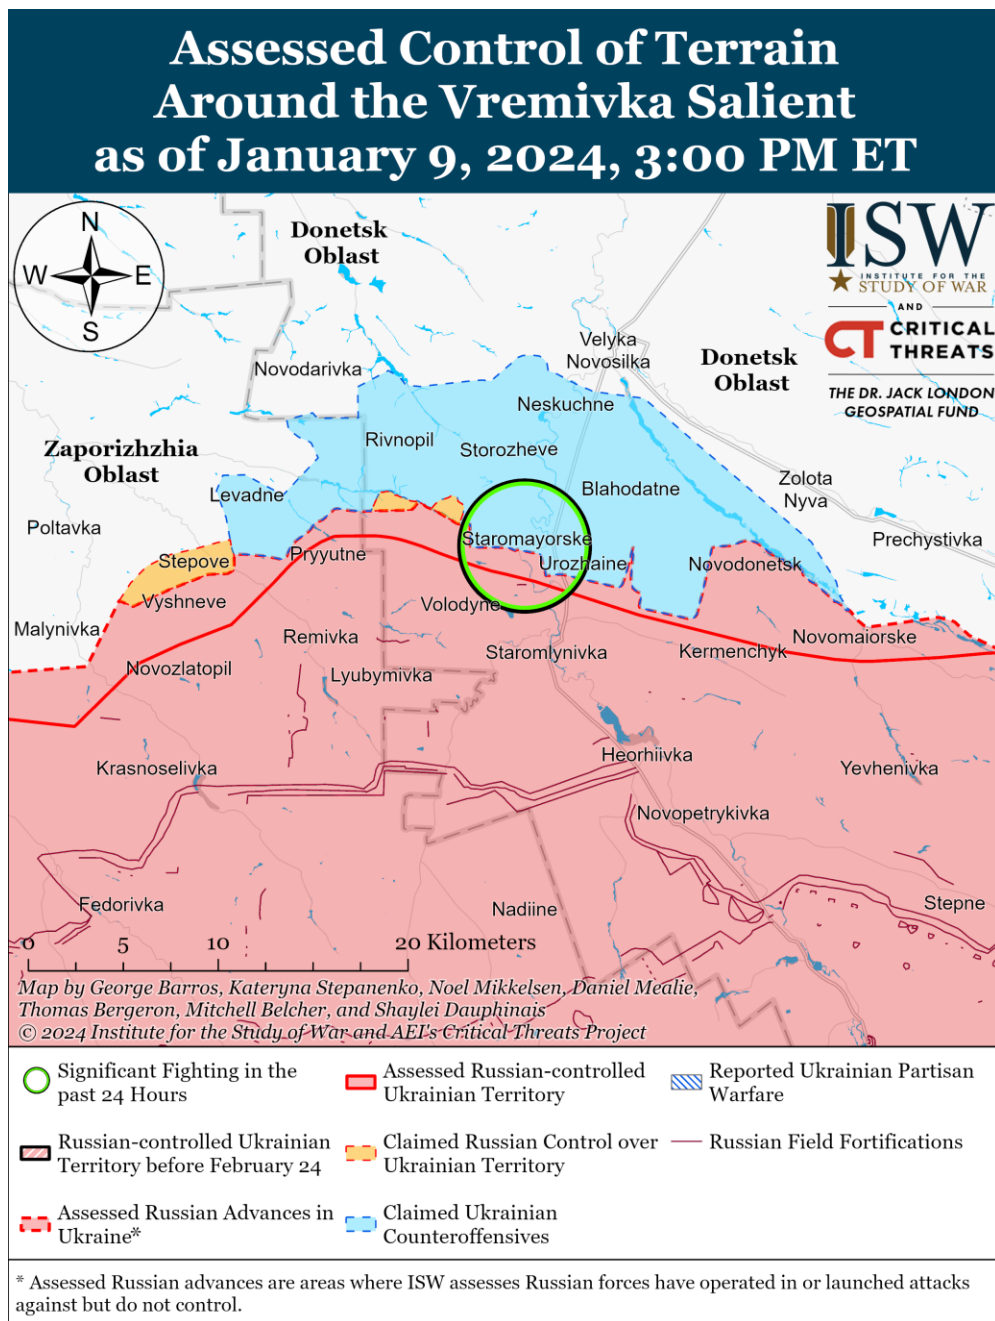 Assessed Control of Terrain
Around the Vremivka Salient
as of January 9, 2024, 3:00 PM ET
N
W
E
S
Donetsk
Oblast
ISW
INSTITUTE FOR THE
STUDY OF WAR
AND
CT CRITICAL
THREATS
THE DR. JACK LONDON
GEOSPATIAL FUND
Velyka
Novosilka
Donetsk
Oblast
Novodarivka
Neskuchne
Rivnopil
Storozheve
Zaporizhzhia
Oblast
Zolota
Nyva
Levadne
Blahodatne
Poltavka
Staromayorske
Prechystivka
Pryyutne
Stepove
Urozhaine
Novodonetsk
Vyshneve
Volodyne
Malynivka
Remivka
Novomaiorske
Staromlynivka
Kermenchyk
Novozlatopil
Lyubymivka
Heorhiivka
Krasnoselivka
Yevhenivka
Novopetrykivka
Fedorivka
Nadiine
Stepne
0 5 10 20 Kilometers
Map by George Barros, Kateryna Stepanenko, Noel Mikkelsen, Daniel Mealie,
Thomas Bergeron, Mitchell Belcher, and Shaylei Dauphinais
© 2024 Institute for the Study of War and AEI's Critical Threats Project
Significant Fighting in the
past 24 Hours
Assessed Russian-controlled
Ukrainian Territory
Reported Ukrainian Partisan
Warfare
Russian-controlled Ukrainian
Territory before February 24
Claimed Russian Control over
Ukrainian Territory
Russian Field Fortifications
Assessed Russian Advances in
Ukraine*
Claimed Ukrainian
Counteroffensives
* Assessed Russian advances are areas where ISW assesses Russian forces have operated in or launched attacks
against but do not control.